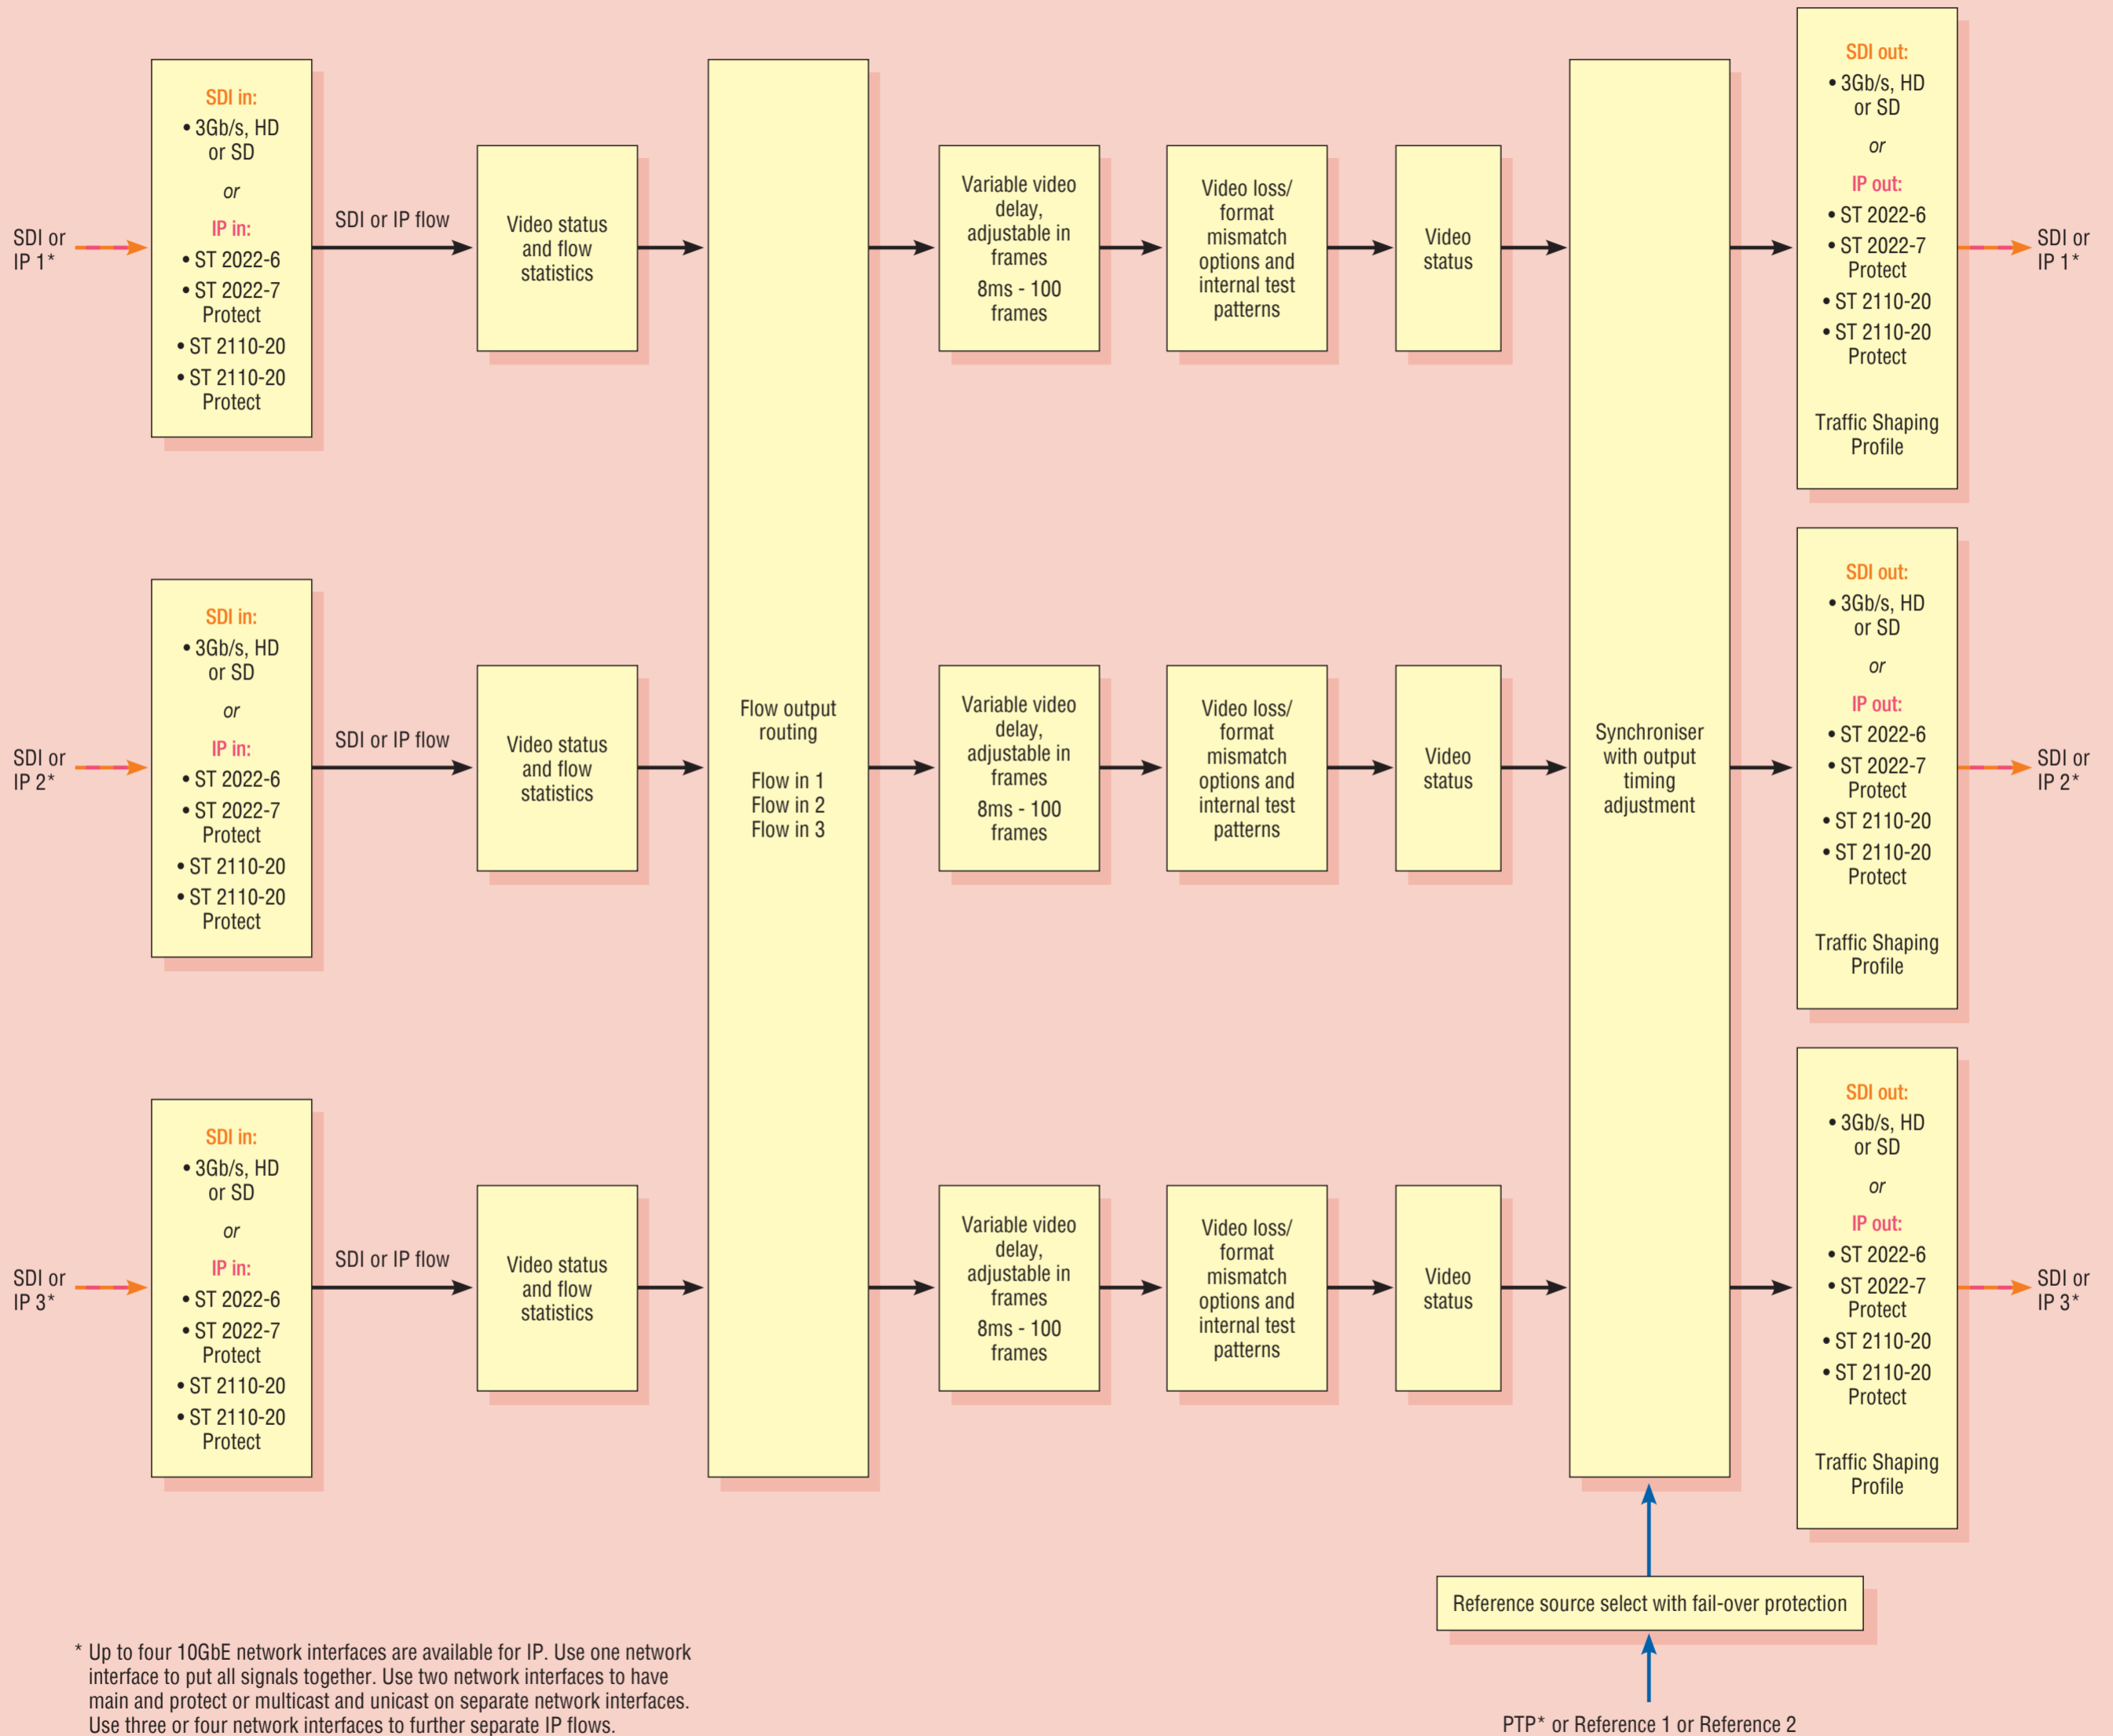 SDI or
IP 1*
SDI in:
• 3Gb/s, HD
or SD
or
IP in:
• ST 2022-6
• ST 2022-7
Protect
• ST 2110-20
• ST 2110-20
Protect
SDI or IP flow
Video status
and flow
statistics
Variable video
delay,
adjustable in
frames
8ms - 100
frames
Video loss/
format
mismatch
options and
internal test
patterns
Video
status
SDI out:
• 3Gb/s, HD
or SD
or
IP out:
• ST 2022-6
• ST 2022-7
Protect
• ST 2110-20
• ST 2110-20
Protect
Traffic Shaping
Profile
SDI or
IP 1*
SDI or
IP 2*
SDI in:
• 3Gb/s, HD
or SD
or
IP in:
• ST 2022-6
• ST 2022-7
Protect
• ST 2110-20
• ST 2110-20
Protect
SDI or IP flow
Video status
and flow
statistics
Flow output
routing
Flow in 1
Flow in 2
Flow in 3
Variable video
delay,
adjustable in
frames
8ms - 100
frames
Video loss/
format
mismatch
options and
internal test
patterns
Video
status
Synchroniser
with output
timing
adjustment
SDI out:
• 3Gb/s, HD
or SD
or
IP out:
• ST 2022-6
• ST 2022-7
Protect
• ST 2110-20
• ST 2110-20
Protect
Traffic Shaping
Profile
SDI or
IP 2*
SDI or
IP 3*
SDI in:
• 3Gb/s, HD
or SD
or
IP in:
• ST 2022-6
• ST 2022-7
Protect
• ST 2110-20
• ST 2110-20
Protect
SDI or IP flow
Video status
and flow
statistics
Variable video
delay,
adjustable in
frames
8ms - 100
frames
Video loss/
format
mismatch
options and
internal test
patterns
Video
status
SDI out:
• 3Gb/s, HD
or SD
or
IP out:
• ST 2022-6
• ST 2022-7
Protect
• ST 2110-20
• ST 2110-20
Protect
Traffic Shaping
Profile
SDI or
IP 3*
Reference source select with fail-over protection
PTP* or Reference 1 or Reference 2
* Up to four 10GbE network interfaces are available for IP. Use one network
interface to put all signals together. Use two network interfaces to have
main and protect or multicast and unicast on separate network interfaces.
Use three or four network interfaces to further separate IP flows.